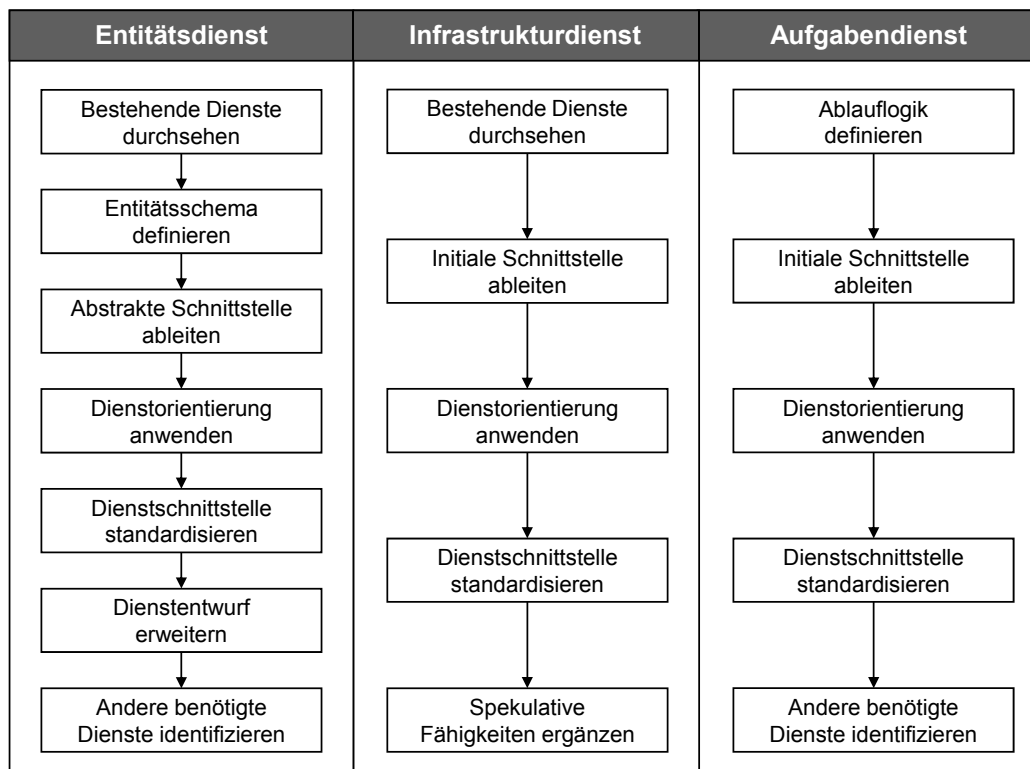 Entitätsdienst
Bestehende Dienste
durchsehen
Entitätsschema
definieren
Abstrakte Schnittstelle
ableiten
Dienstorientierung
anwenden
Dienstschnittstelle
standardisieren
Dienstentwurf
erweitern
Andere benötigte
Dienste identifizieren
Infrastrukturdienst
Bestehende Dienste
durchsehen
Initiale Schnittstelle
ableiten
Dienstorientierung
anwenden
Dienstschnittstelle
standardisieren
Spekulative
Fähigkeiten ergänzen
Aufgabendienst
Ablauflogik
definieren
Initiale Schnittstelle
ableiten
Dienstorientierung
anwenden
Dienstschnittstelle
standardisieren
Andere benötigte
Dienste identifizieren